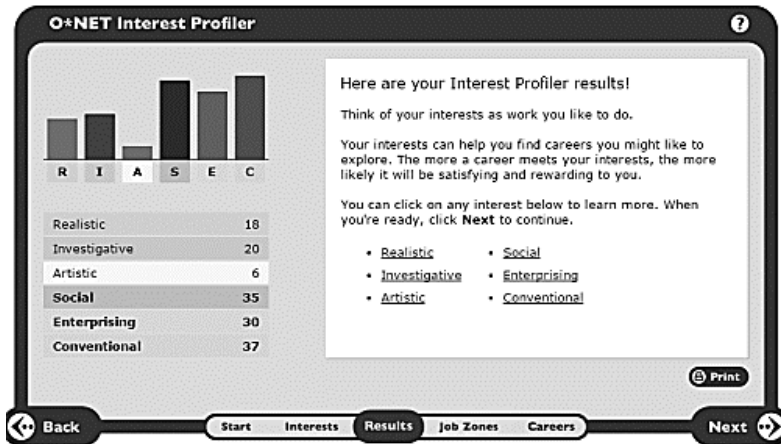 O*NET Interest Profiler
?
R I A S E C
Realistic 18
Investigative 20
Artistic 6
Social 35
Enterprising 30
Conventional 37
Here are your Interest Profiler results!
Think of your interests as work you like to do.
Your interests can help you find careers you might like to
explore. The more a career meets your interests, the more
likely it will be satisfying and rewarding to you.
You can click on any interest below to learn more. When
you're ready, click Next to continue.
• Realistic • Social
• Investigative • Enterprising
• Artistic • Conventional
Print
Back Start Interests Results Job Zones Careers Next